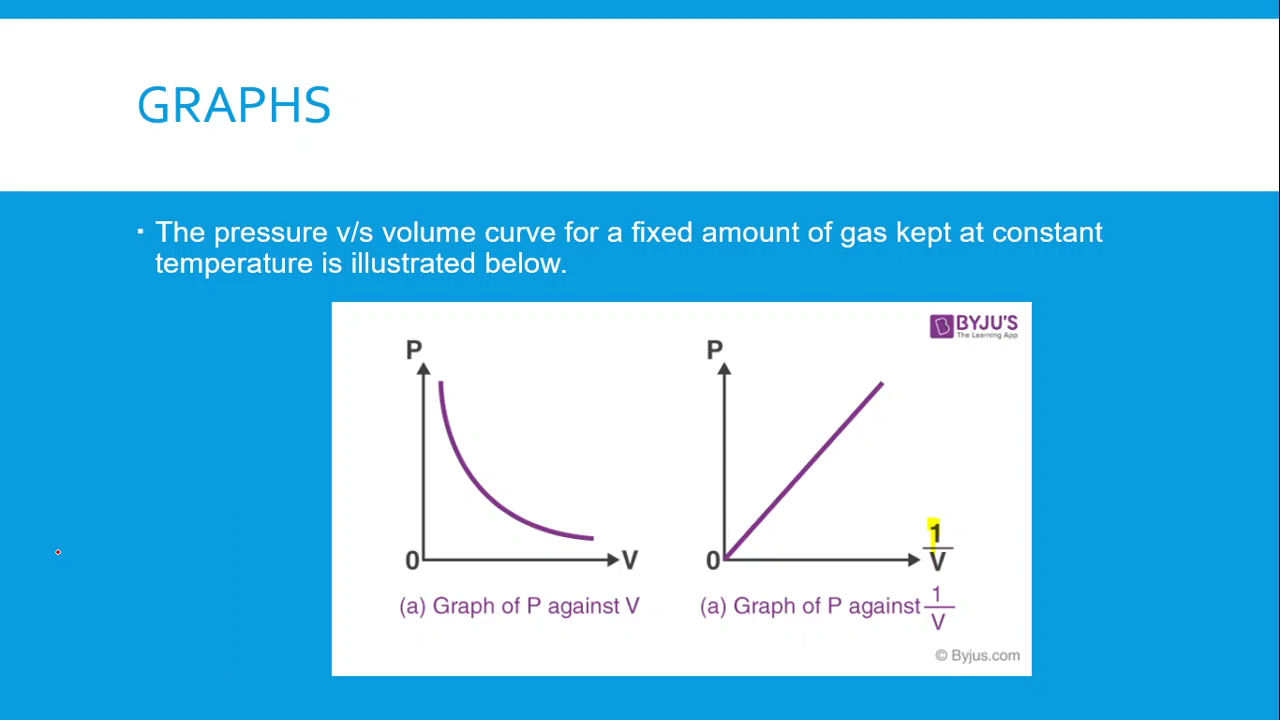 GRAPHS
▪ The pressure v/s volume curve for a fixed amount of gas kept at constant
temperature is illustrated below.
BYJU'S
The Learning App
P
P
0
V
0
1
V
(a) Graph of P against V
(a) Graph of P against 1
V
© Byjus.com